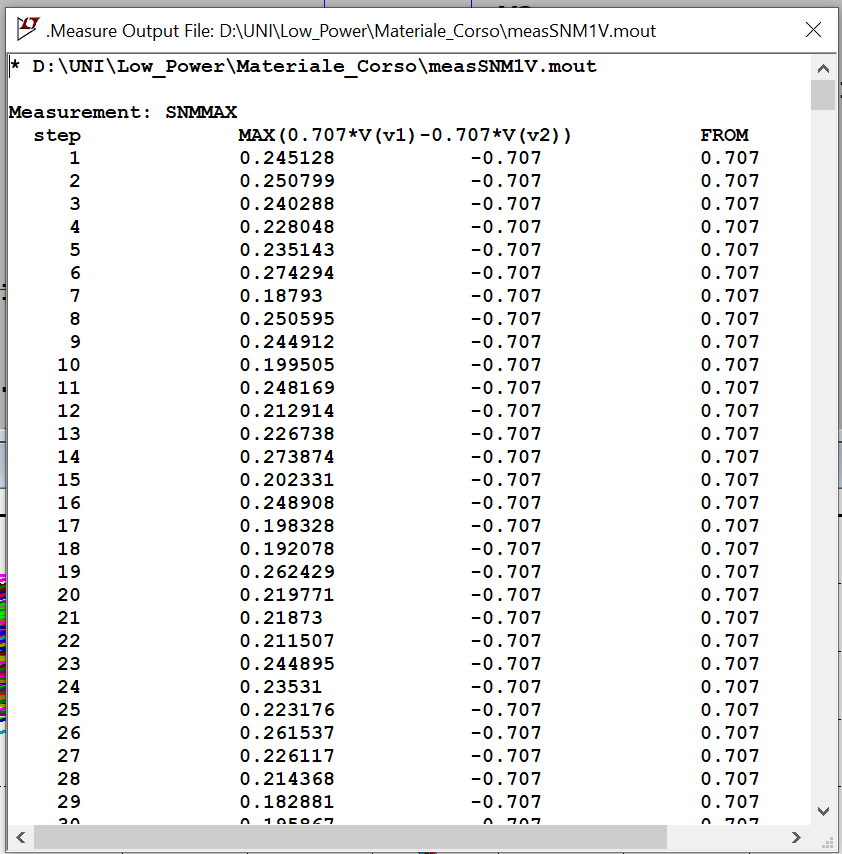 .Measure Output File: D:\UNI\Low_Power\Materiale_Corso\measSNM1V.mout
* D:\UNI\Low_Power\Materiale_Corso\measSNM1V.mout
Measurement: SNMMAX
step MAX(0.707*V(v1)-0.707*V(v2)) FROM
1 0.245128 -0.707 0.707
2 0.250799 -0.707 0.707
3 0.240288 -0.707 0.707
4 0.228048 -0.707 0.707
5 0.235143 -0.707 0.707
6 0.274294 -0.707 0.707
7 0.18793 -0.707 0.707
8 0.250595 -0.707 0.707
9 0.244912 -0.707 0.707
10 0.199505 -0.707 0.707
11 0.248169 -0.707 0.707
12 0.212914 -0.707 0.707
13 0.226738 -0.707 0.707
14 0.273874 -0.707 0.707
15 0.202331 -0.707 0.707
16 0.248908 -0.707 0.707
17 0.198328 -0.707 0.707
18 0.192078 -0.707 0.707
19 0.262429 -0.707 0.707
20 0.219771 -0.707 0.707
21 0.21873 -0.707 0.707
22 0.211507 -0.707 0.707
23 0.244895 -0.707 0.707
24 0.23531 -0.707 0.707
25 0.223176 -0.707 0.707
26 0.261537 -0.707 0.707
27 0.226117 -0.707 0.707
28 0.214368 -0.707 0.707
29 0.182881 -0.707 0.707